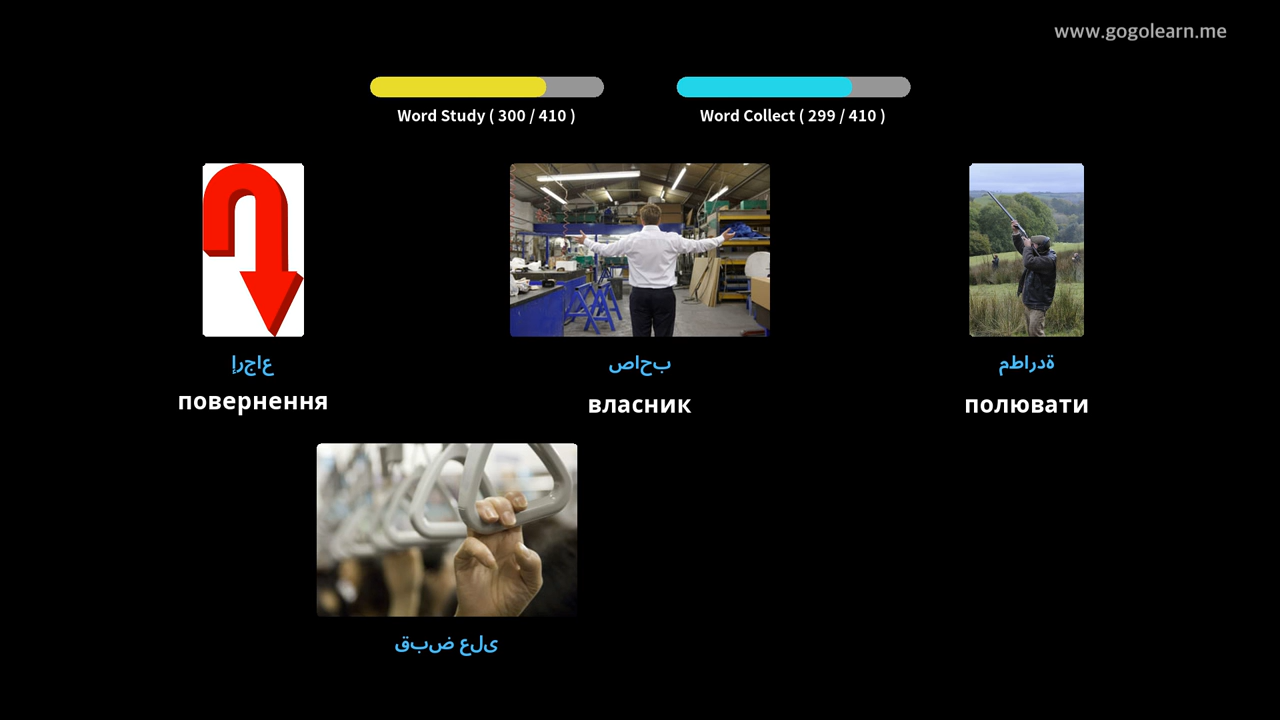 www.gogolearn.me
Word Study ( 300 / 410 )
Word Collect ( 299 / 410 )
إرجاع
صاحب
مطاردة
повернення
власник
полювати
قبض على